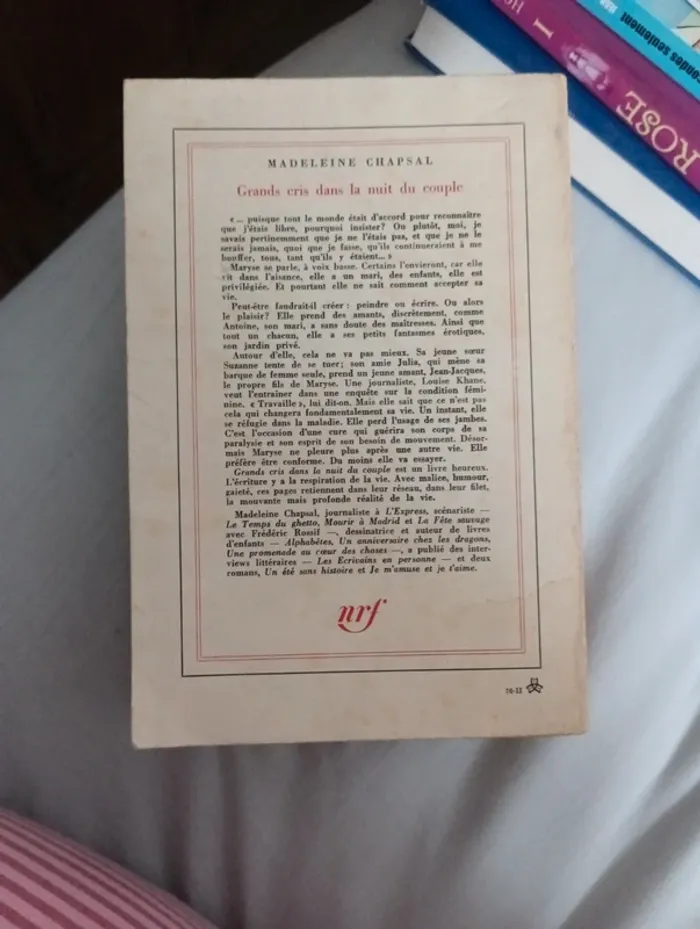 MADELEINE CHAPSAL
Grands cris dans la nuit du couple
« ... puisque tout le monde était d'accord pour reconnaître
que j'étais libre, pourquoi insister? Ou plutôt, moi, je
savais pertinemment que je ne l'étais pas, et que je ne le
serais jamais, quoi que je fasse, qu'ils continueraient à me
bouffer, tous, tant qu'ils y étaient... »
Maryse se parle, à voix basse. Certains l'envieront, car elle
vit dans l'aisance, elle a un mari, des enfants, elle est
privilégiée. Et pourtant elle ne sait comment accepter sa
vie.
Peut-être faudrait-il créer : peindre ou écrire. Ou alors
le plaisir? Elle prend des amants, discrètement, comme
Antoine, son mari, a sans doute des maîtresses. Ainsi que
tout un chacun, elle a ses petits fantasmes érotiques,
son jardin privé.
Autour d'elle, cela ne va pas mieux. Sa jeune sœur
Suzanne tente de se tuer; son amie Julia, qui mène sa
barque de femme seule, prend un jeune amant, Jean-Jacques,
le propre fils de Maryse. Une journaliste, Louise Khane,
veut l'entraîner dans une enquête sur la condition fémi-
nine. « Travaille », lui dit-on. Mais elle sait que ce n'est pas
cela qui changera fondamentalement sa vie. Un instant, elle
se réfugie dans la maladie. Elle perd l'usage de ses jambes.
C'est l'occasion d'une cure qui guérira son corps de sa
paralysie et son esprit de son besoin de mouvement. Désor-
mais Maryse ne pleure plus après une autre vie. Elle
préfère être conforme. Du moins elle va essayer.
Grands cris dans la nuit du couple est un livre heureux.
L'écriture y a la respiration de la vie. Avec malice, humour,
gaieté, ces pages retiennent dans leur réseau, dans leur filet,
la mouvante mais profonde réalité de la vie.
Madeleine Chapsal, journaliste à L'Express, scénariste —
Le Temps du ghetto, Mourir à Madrid et La Fête sauvage
avec Frédéric Rossif —, dessinatrice et auteur de livres
d'enfants — Alphabêtes, Un anniversaire chez les dragons,
Une promenade au cœur des choses —, a publié des inter-
views littéraires — Les Ecrivains en personne — et deux
romans, Un été sans histoire et Je m'amuse et je t'aime.
nrf
ROSE
I
condes seulement